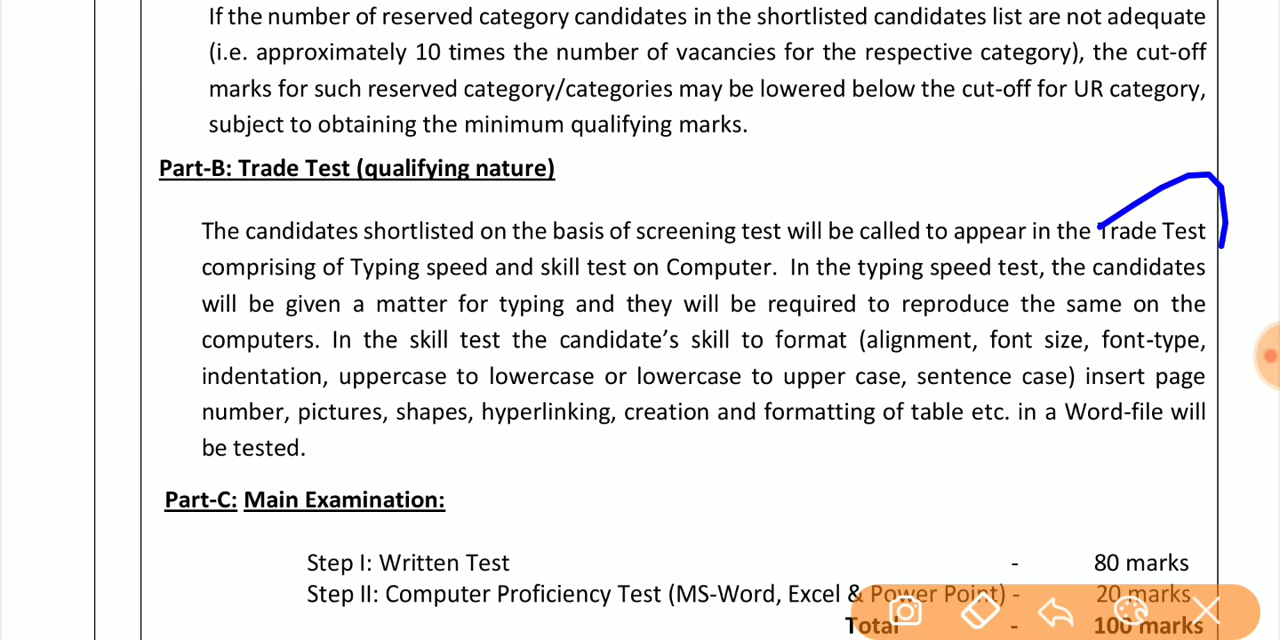 If the number of reserved category candidates in the shortlisted candidates list are not adequate
(i.e. approximately 10 times the number of vacancies for the respective category), the cut-off
marks for such reserved category/categories may be lowered below the cut-off for UR category,
subject to obtaining the minimum qualifying marks.
Part-B: Trade Test (qualifying nature)
The candidates shortlisted on the basis of screening test will be called to appear in the Trade Test
comprising of Typing speed and skill test on Computer. In the typing speed test, the candidates
will be given a matter for typing and they will be required to reproduce the same on the
computers. In the skill test the candidate's skill to format (alignment, font size, font-type,
indentation, uppercase to lowercase or lowercase to upper case, sentence case) insert page
number, pictures, shapes, hyperlinking, creation and formatting of table etc. in a Word-file will
be tested.
Part-C: Main Examination:
Step I: Written Test - 80 marks
Step II: Computer Proficiency Test (MS-Word, Excel & Power Point) - 20 marks
Total - 100 marks